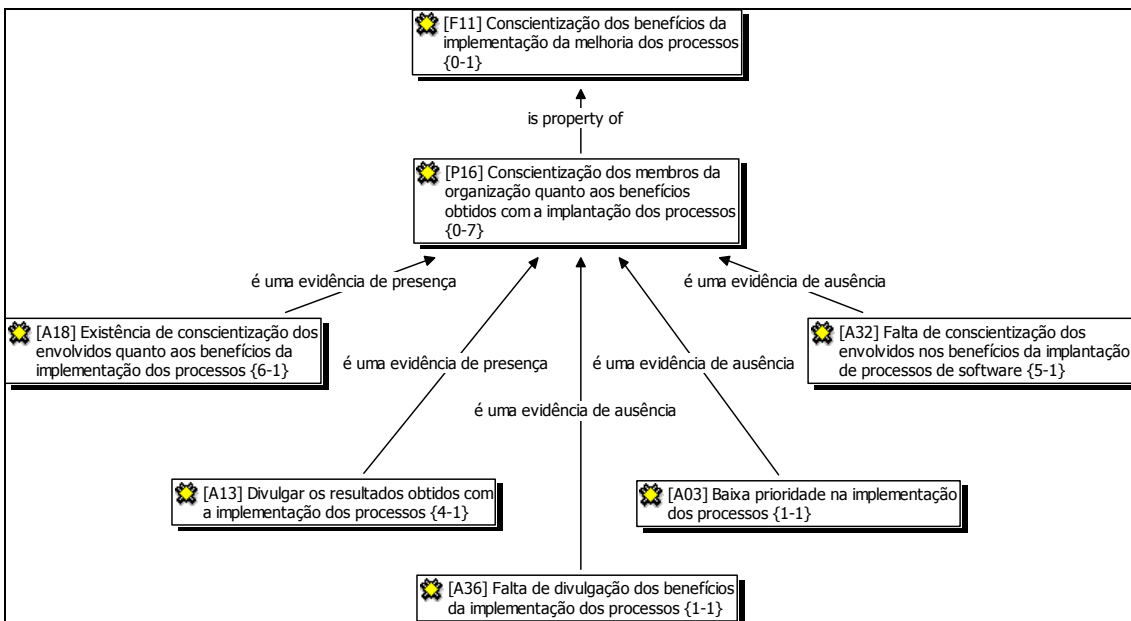 [F11] Conscientização dos benefícios da
implementação da melhoria dos processos
{0-1}
is property of
[P16] Conscientização dos membros da
organização quanto aos benefícios
obtidos com a implantação dos processos
{0-7}
é uma evidência de presença
é uma evidência de ausência
[A18] Existência de conscientização dos
envolvidos quanto aos benefícios da
implementação dos processos {6-1}
[A32] Falta de conscientização dos
envolvidos nos benefícios da implantação
de processos de software {5-1}
é uma evidência de presença
é uma evidência de ausência
é uma evidência de ausência
[A13] Divulgar os resultados obtidos com
a implementação dos processos {4-1}
[A03] Baixa prioridade na implementação
dos processos {1-1}
[A36] Falta de divulgação dos benefícios
da implementação dos processos {1-1}